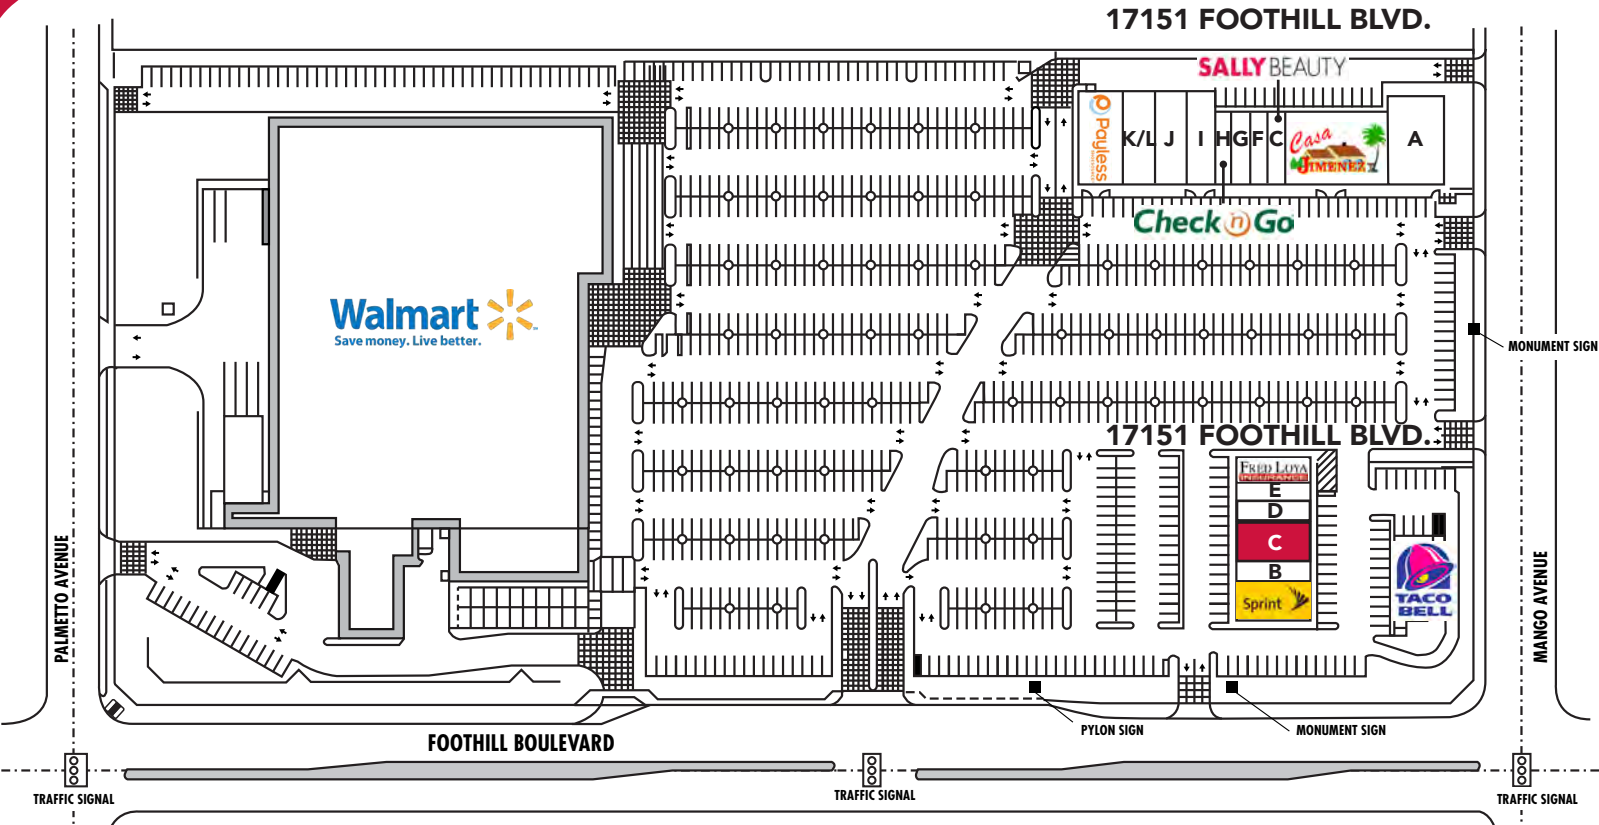 17151 FOOTHILL BLVD.
SALLY BEAUTY
Payless
K/L J I H G F C
Casa
JIMENEZ
A
Check 'n Go
Walmart
Save money. Live better.
MONUMENT SIGN
17151 FOOTHILL BLVD.
FRED LOYA
INSURANCE
E
D
C
B
Sprint
TACO
BELL
PALMETTO AVENUE
MANGO AVENUE
PYLON SIGN
MONUMENT SIGN
FOOTHILL BOULEVARD
TRAFFIC SIGNAL
TRAFFIC SIGNAL
TRAFFIC SIGNAL